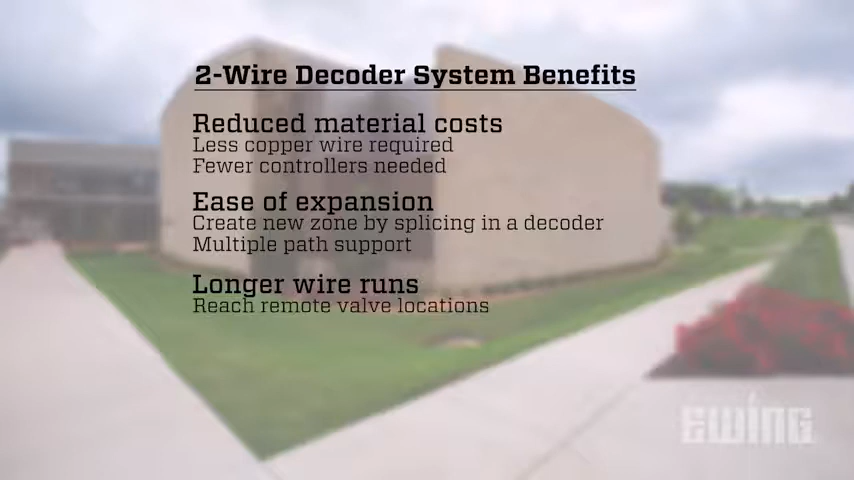 2-Wire Decoder System Benefits
Reduced material costs
Less copper wire required
Fewer controllers needed
Ease of expansion
Create new zone by splicing in a decoder
Multiple path support
Longer wire runs
Reach remote valve locations
EWING